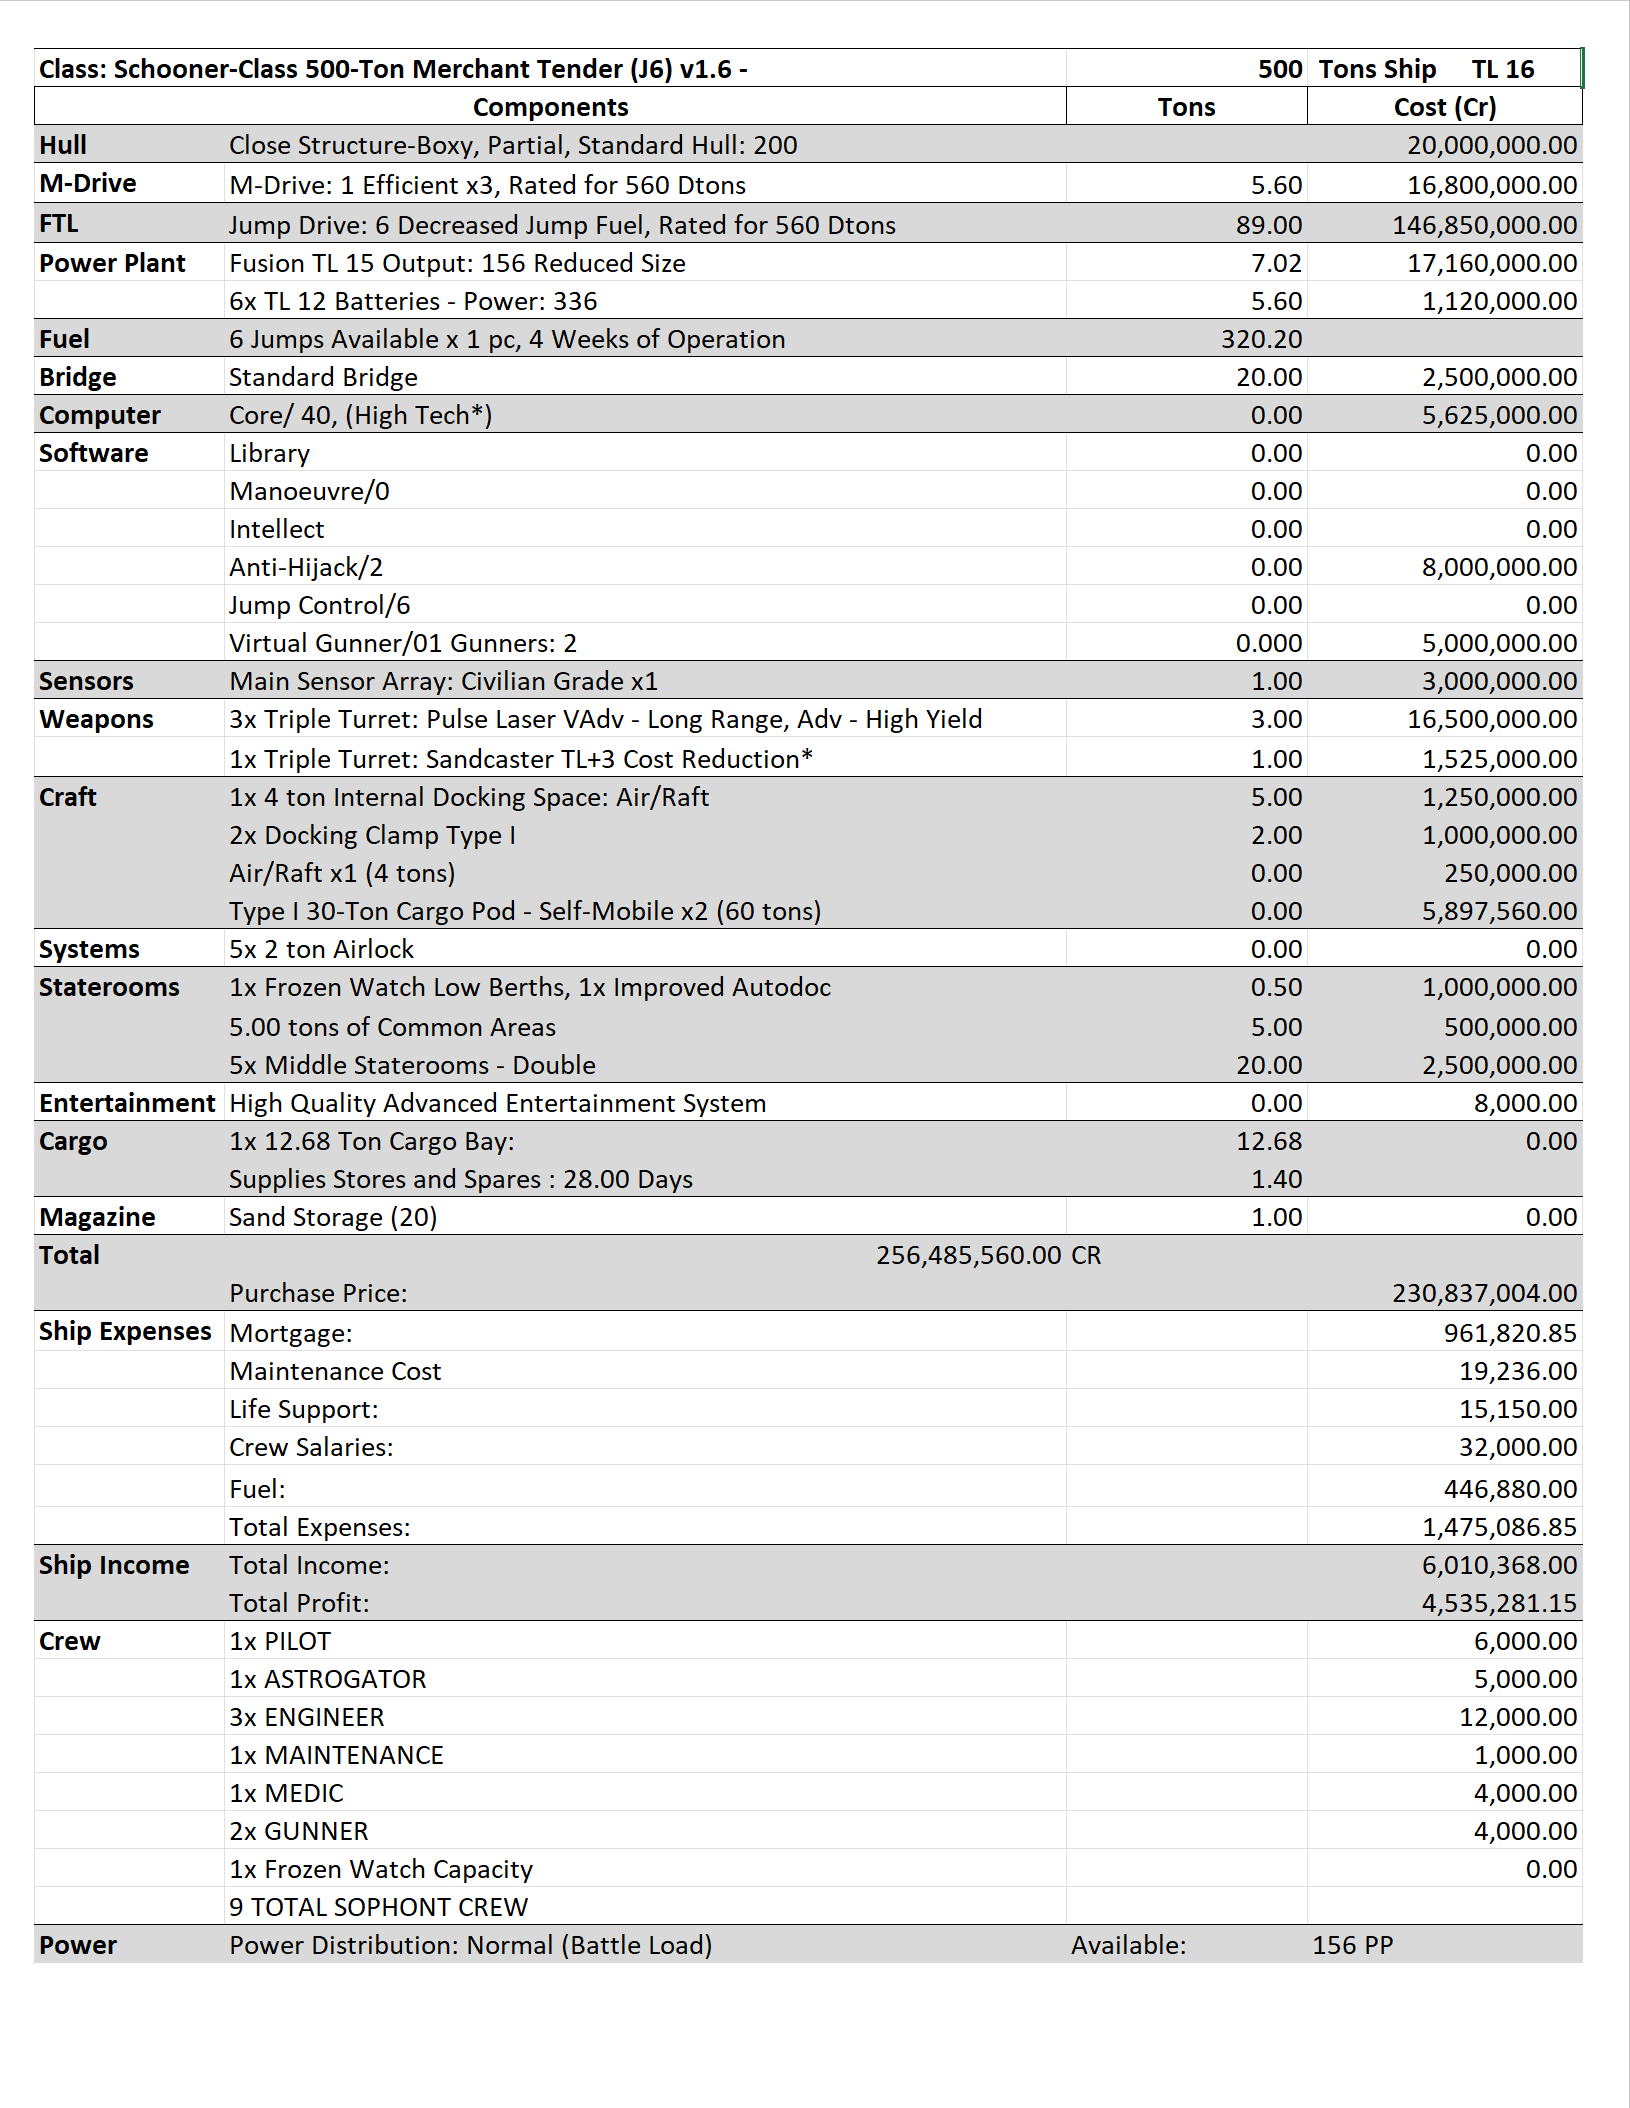 Class: Schooner-Class 500-Ton Merchant Tender (J6) v1.6 - 500 Tons Ship TL 16
Components Tons Cost (Cr)
Hull Close Structure-Boxy, Partial, Standard Hull: 200 20,000,000.00
M-Drive M-Drive: 1 Efficient x3, Rated for 560 Dtons 5.60 16,800,000.00
FTL Jump Drive: 6 Decreased Jump Fuel, Rated for 560 Dtons 89.00 146,850,000.00
Power Plant Fusion TL 15 Output: 156 Reduced Size 7.02 17,160,000.00
6x TL 12 Batteries - Power: 336 5.60 1,120,000.00
Fuel 6 Jumps Available x 1 pc, 4 Weeks of Operation 320.20
Bridge Standard Bridge 20.00 2,500,000.00
Computer Core/ 40, (High Tech*) 0.00 5,625,000.00
Software Library 0.00 0.00
Manoeuvre/0 0.00 0.00
Intellect 0.00 0.00
Anti-Hijack/2 0.00 8,000,000.00
Jump Control/6 0.00 0.00
Virtual Gunner/01 Gunners: 2 0.000 5,000,000.00
Sensors Main Sensor Array: Civilian Grade x1 1.00 3,000,000.00
Weapons 3x Triple Turret: Pulse Laser VAdv - Long Range, Adv - High Yield 3.00 16,500,000.00
1x Triple Turret: Sandcaster TL+3 Cost Reduction* 1.00 1,525,000.00
Craft 1x 4 ton Internal Docking Space: Air/Raft 5.00 1,250,000.00
2x Docking Clamp Type I 2.00 1,000,000.00
Air/Raft x1 (4 tons) 0.00 250,000.00
Type I 30-Ton Cargo Pod - Self-Mobile x2 (60 tons) 0.00 5,897,560.00
Systems 5x 2 ton Airlock 0.00 0.00
Staterooms 1x Frozen Watch Low Berths, 1x Improved Autodoc 0.50 1,000,000.00
5.00 tons of Common Areas 5.00 500,000.00
5x Middle Staterooms - Double 20.00 2,500,000.00
Entertainment High Quality Advanced Entertainment System 0.00 8,000.00
Cargo 1x 12.68 Ton Cargo Bay: 12.68 0.00
Supplies Stores and Spares : 28.00 Days 1.40
Magazine Sand Storage (20) 1.00 0.00
Total 256,485,560.00 CR
Purchase Price: 230,837,004.00
Ship Expenses Mortgage: 961,820.85
Maintenance Cost 19,236.00
Life Support: 15,150.00
Crew Salaries: 32,000.00
Fuel: 446,880.00
Total Expenses: 1,475,086.85
Ship Income Total Income: 6,010,368.00
Total Profit: 4,535,281.15
Crew 1x PILOT 6,000.00
1x ASTROGATOR 5,000.00
3x ENGINEER 12,000.00
1x MAINTENANCE 1,000.00
1x MEDIC 4,000.00
2x GUNNER 4,000.00
1x Frozen Watch Capacity 0.00
9 TOTAL SOPHONT CREW
Power Power Distribution: Normal (Battle Load) Available: 156 PP